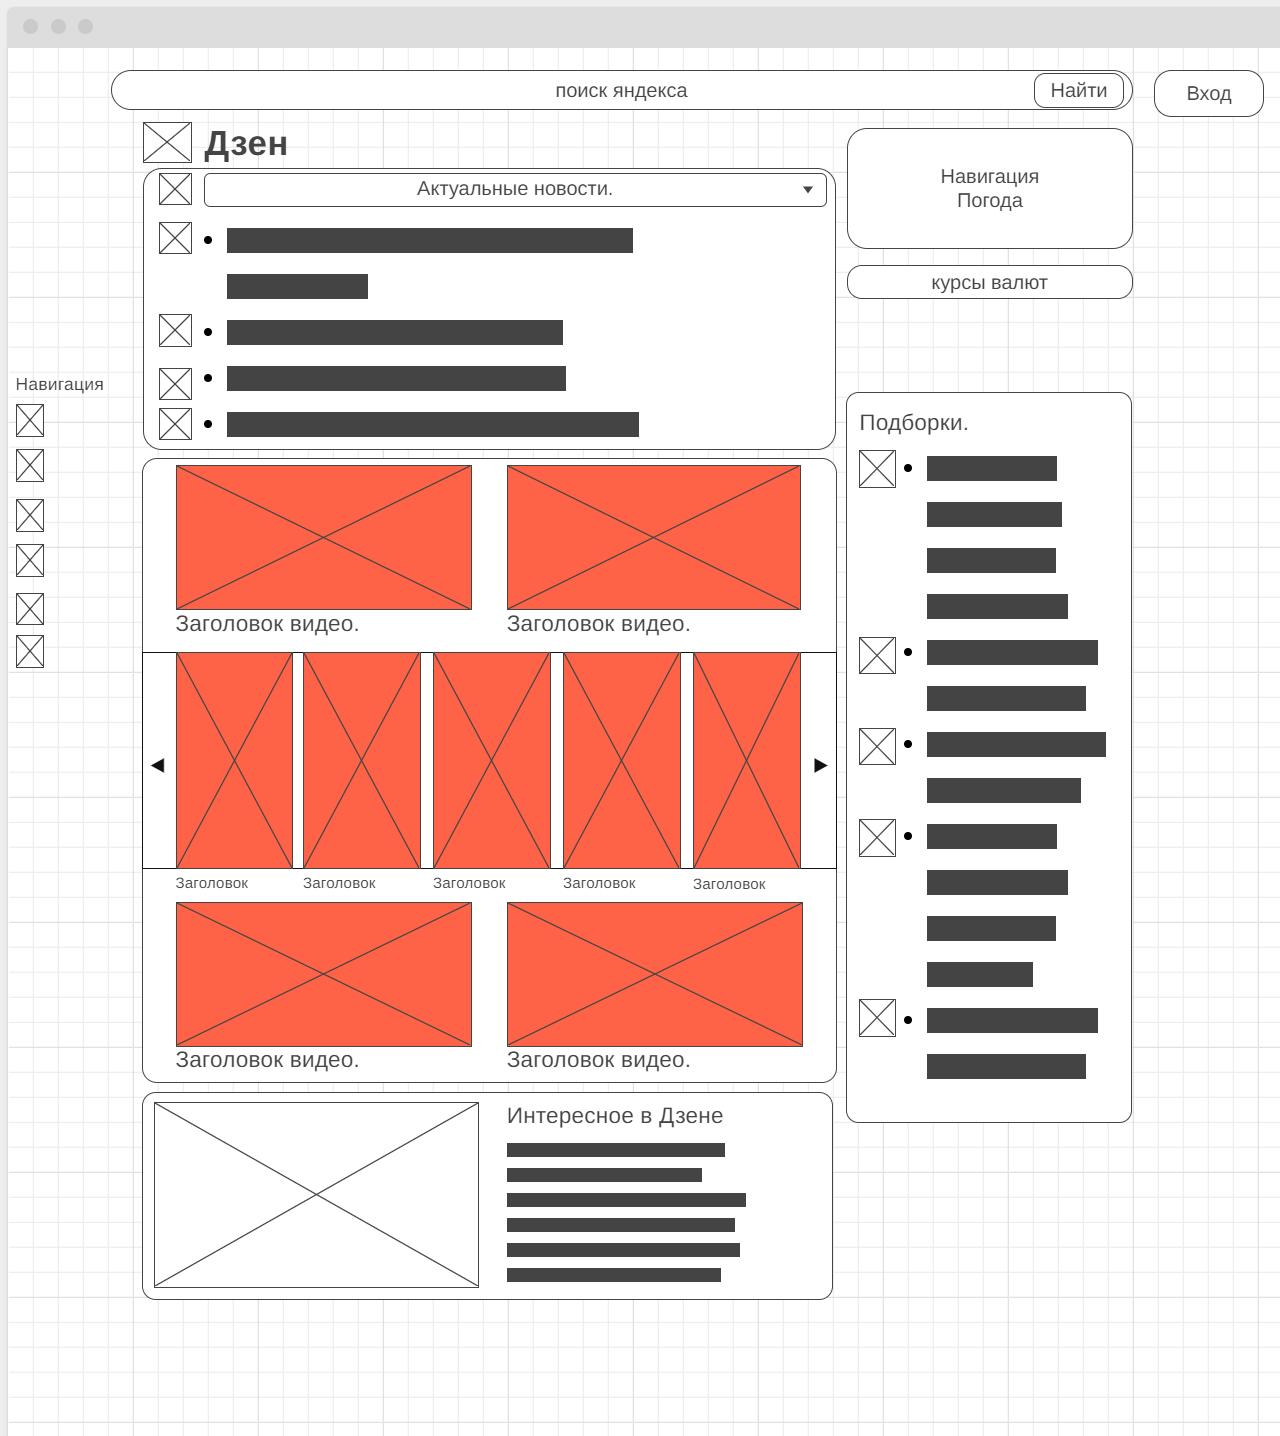 поиск яндекса
Найти
Вход
Дзен
Актуальные новости.
Навигация
Погода
курсы валют
Навигация
Подборки.
Заголовок видео.
Заголовок видео.
Заголовок
Заголовок
Заголовок
Заголовок
Заголовок
Заголовок видео.
Заголовок видео.
Интересное в Дзене